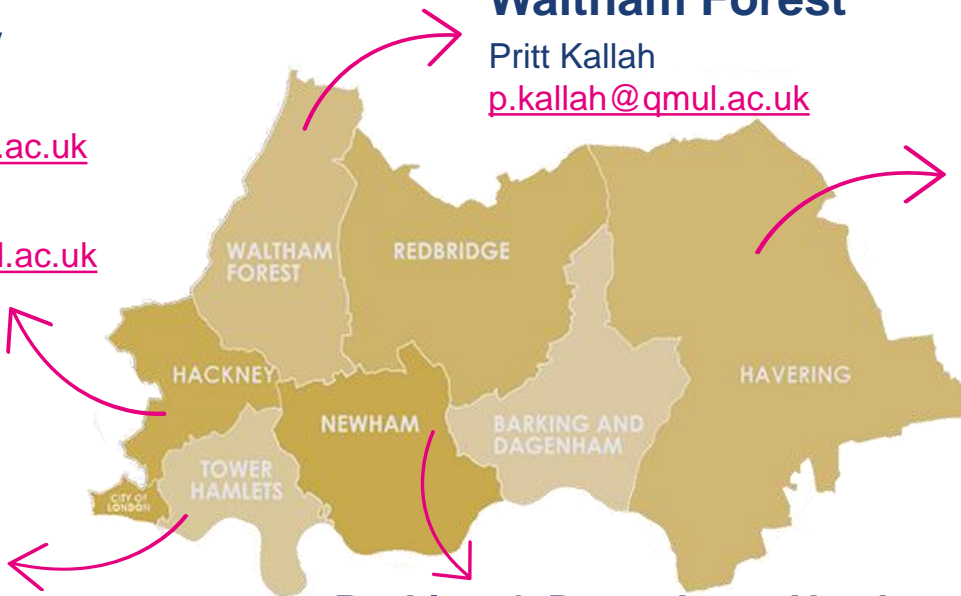 Waltham Forest
Pritt Kallah
p.kallah@qmul.ac.uk
.ac.uk
.ac.uk
WALTHAM
FOREST
REDBRIDGE
HACKNEY
HAVERING
NEWHAM
BARKING AND
DAGENHAM
TOWER
HAMLETS
CITY OF
LONDON